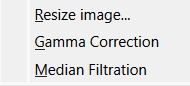 Resize image...
Gamma Correction
Median Filtration